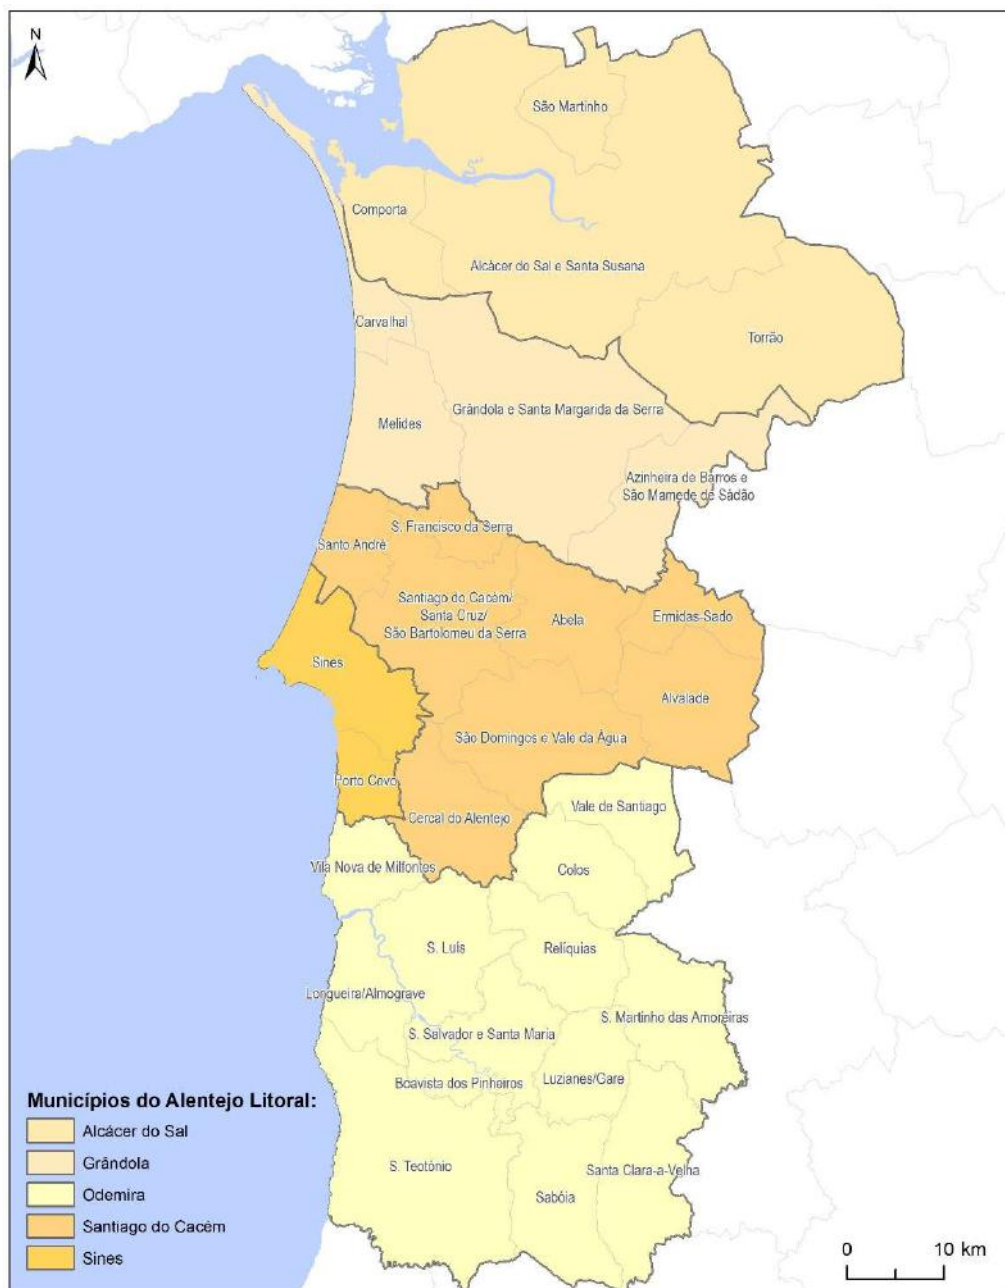 N
São Martinho
Comporta
Alcácer do Sal e Santa Susana
Torrão
Carvalhal
Grândola e Santa Margarida da Serra
Melides
Azinheira de Barros e
São Mamede de Sádão
S. Francisco da Serra
Santo André
Santiago do Cacém/
Santa Cruz/
São Bartolomeu da Serra
Abela
Ermidas-Sado
Sines
Alvalade
São Domingos e Vale da Água
Porto Covo
Cercal do Alentejo
Vale de Santiago
Vila Nova de Milfontes
Colos
S. Luís
Relíquias
Longueira/Almograve
S. Martinho das Amoreiras
S. Salvador e Santa Maria
Boavista dos Pinheiros
Luzianes/Gare
S. Teotónio
Santa Clara-a-Velha
Sabóia
Municípios do Alentejo Litoral:
Alcácer do Sal
Grândola
Odemira
Santiago do Cacém
Sines
0 10 km